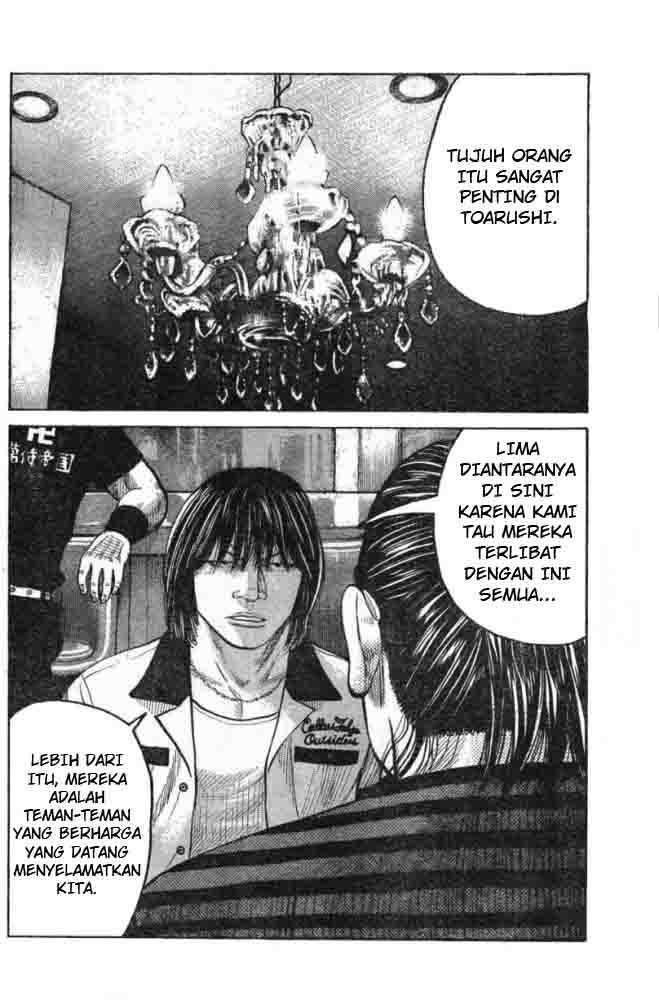 TUJUH ORANG
ITU SANGAT
PENTING DI
TOARUSHI.
LIMA
DIANTARANYA
DI SINI
KARENA KAMI
TAU MEREKA
TERLIBAT
DENGAN INI
SEMUA...
Outsiders
LEBIH DARI
ITU, MEREKA
ADALAH
TEMAN-TEMAN
YANG BERHARGA
YANG DATANG
MENYELAMATKAN
KITA.